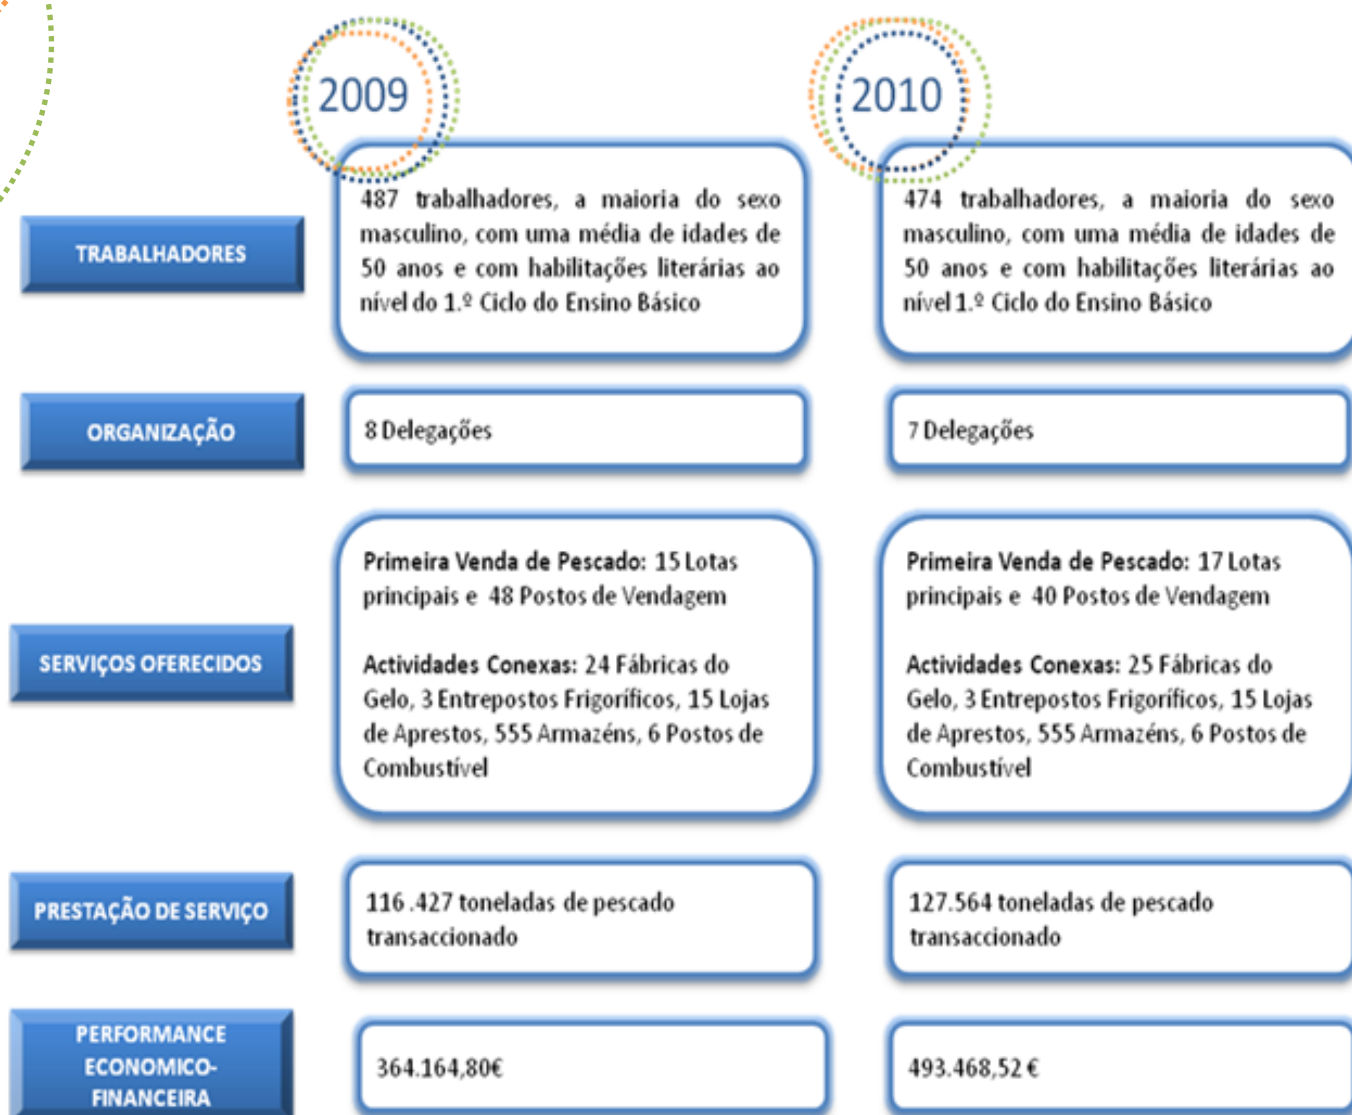 2009
2010
TRABALHADORES
487 trabalhadores, a maioria do sexo
masculino, com uma média de idades de
50 anos e com habilitações literárias ao
nível do 1.º Ciclo do Ensino Básico
474 trabalhadores, a maioria do sexo
masculino, com uma média de idades de
50 anos e com habilitações literárias ao
nível 1.º Ciclo do Ensino Básico
ORGANIZAÇÃO
8 Delegações
7 Delegações
SERVIÇOS OFERECIDOS
Primeira Venda de Pescado: 15 Lotas
principais e 48 Postos de Vendagem
Actividades Conexas: 24 Fábricas do
Gelo, 3 Entrepostos Frigoríficos, 15 Lojas
de Aprestos, 555 Armazéns, 6 Postos de
Combustível
Primeira Venda de Pescado: 17 Lotas
principais e 40 Postos de Vendagem
Actividades Conexas: 25 Fábricas do
Gelo, 3 Entrepostos Frigoríficos, 15 Lojas
de Aprestos, 555 Armazéns, 6 Postos de
Combustível
PRESTAÇÃO DE SERVIÇO
116 .427 toneladas de pescado
transaccionado
127.564 toneladas de pescado
transaccionado
PERFORMANCE
ECONOMICO-
FINANCEIRA
364.164,80€
493.468,52 €